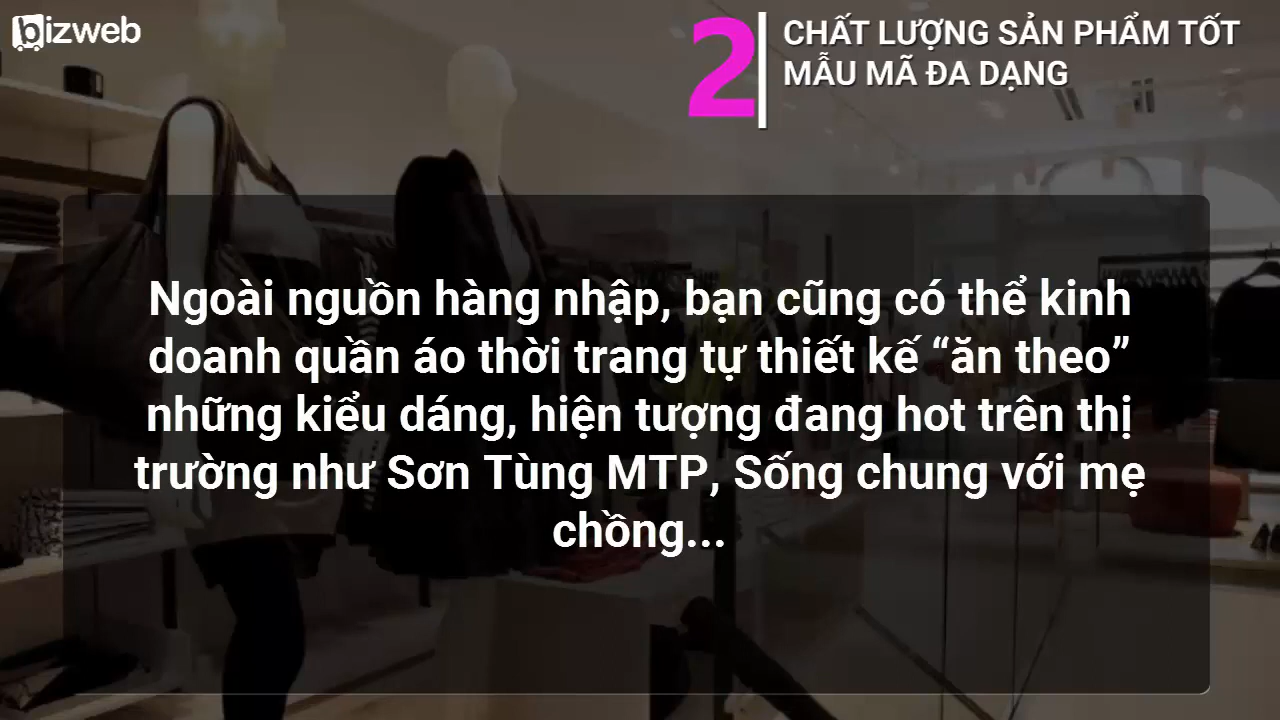 bizweb
2
CHẤT LƯỢNG SẢN PHẨM TỐT
MẪU MÃ ĐA DẠNG
Ngoài nguồn hàng nhập, bạn cũng có thể kinh
doanh quần áo thời trang tự thiết kế “ăn theo”
những kiểu dáng, hiện tượng đang hot trên thị
trường như Sơn Tùng MTP, Sống chung với mẹ
chồng...